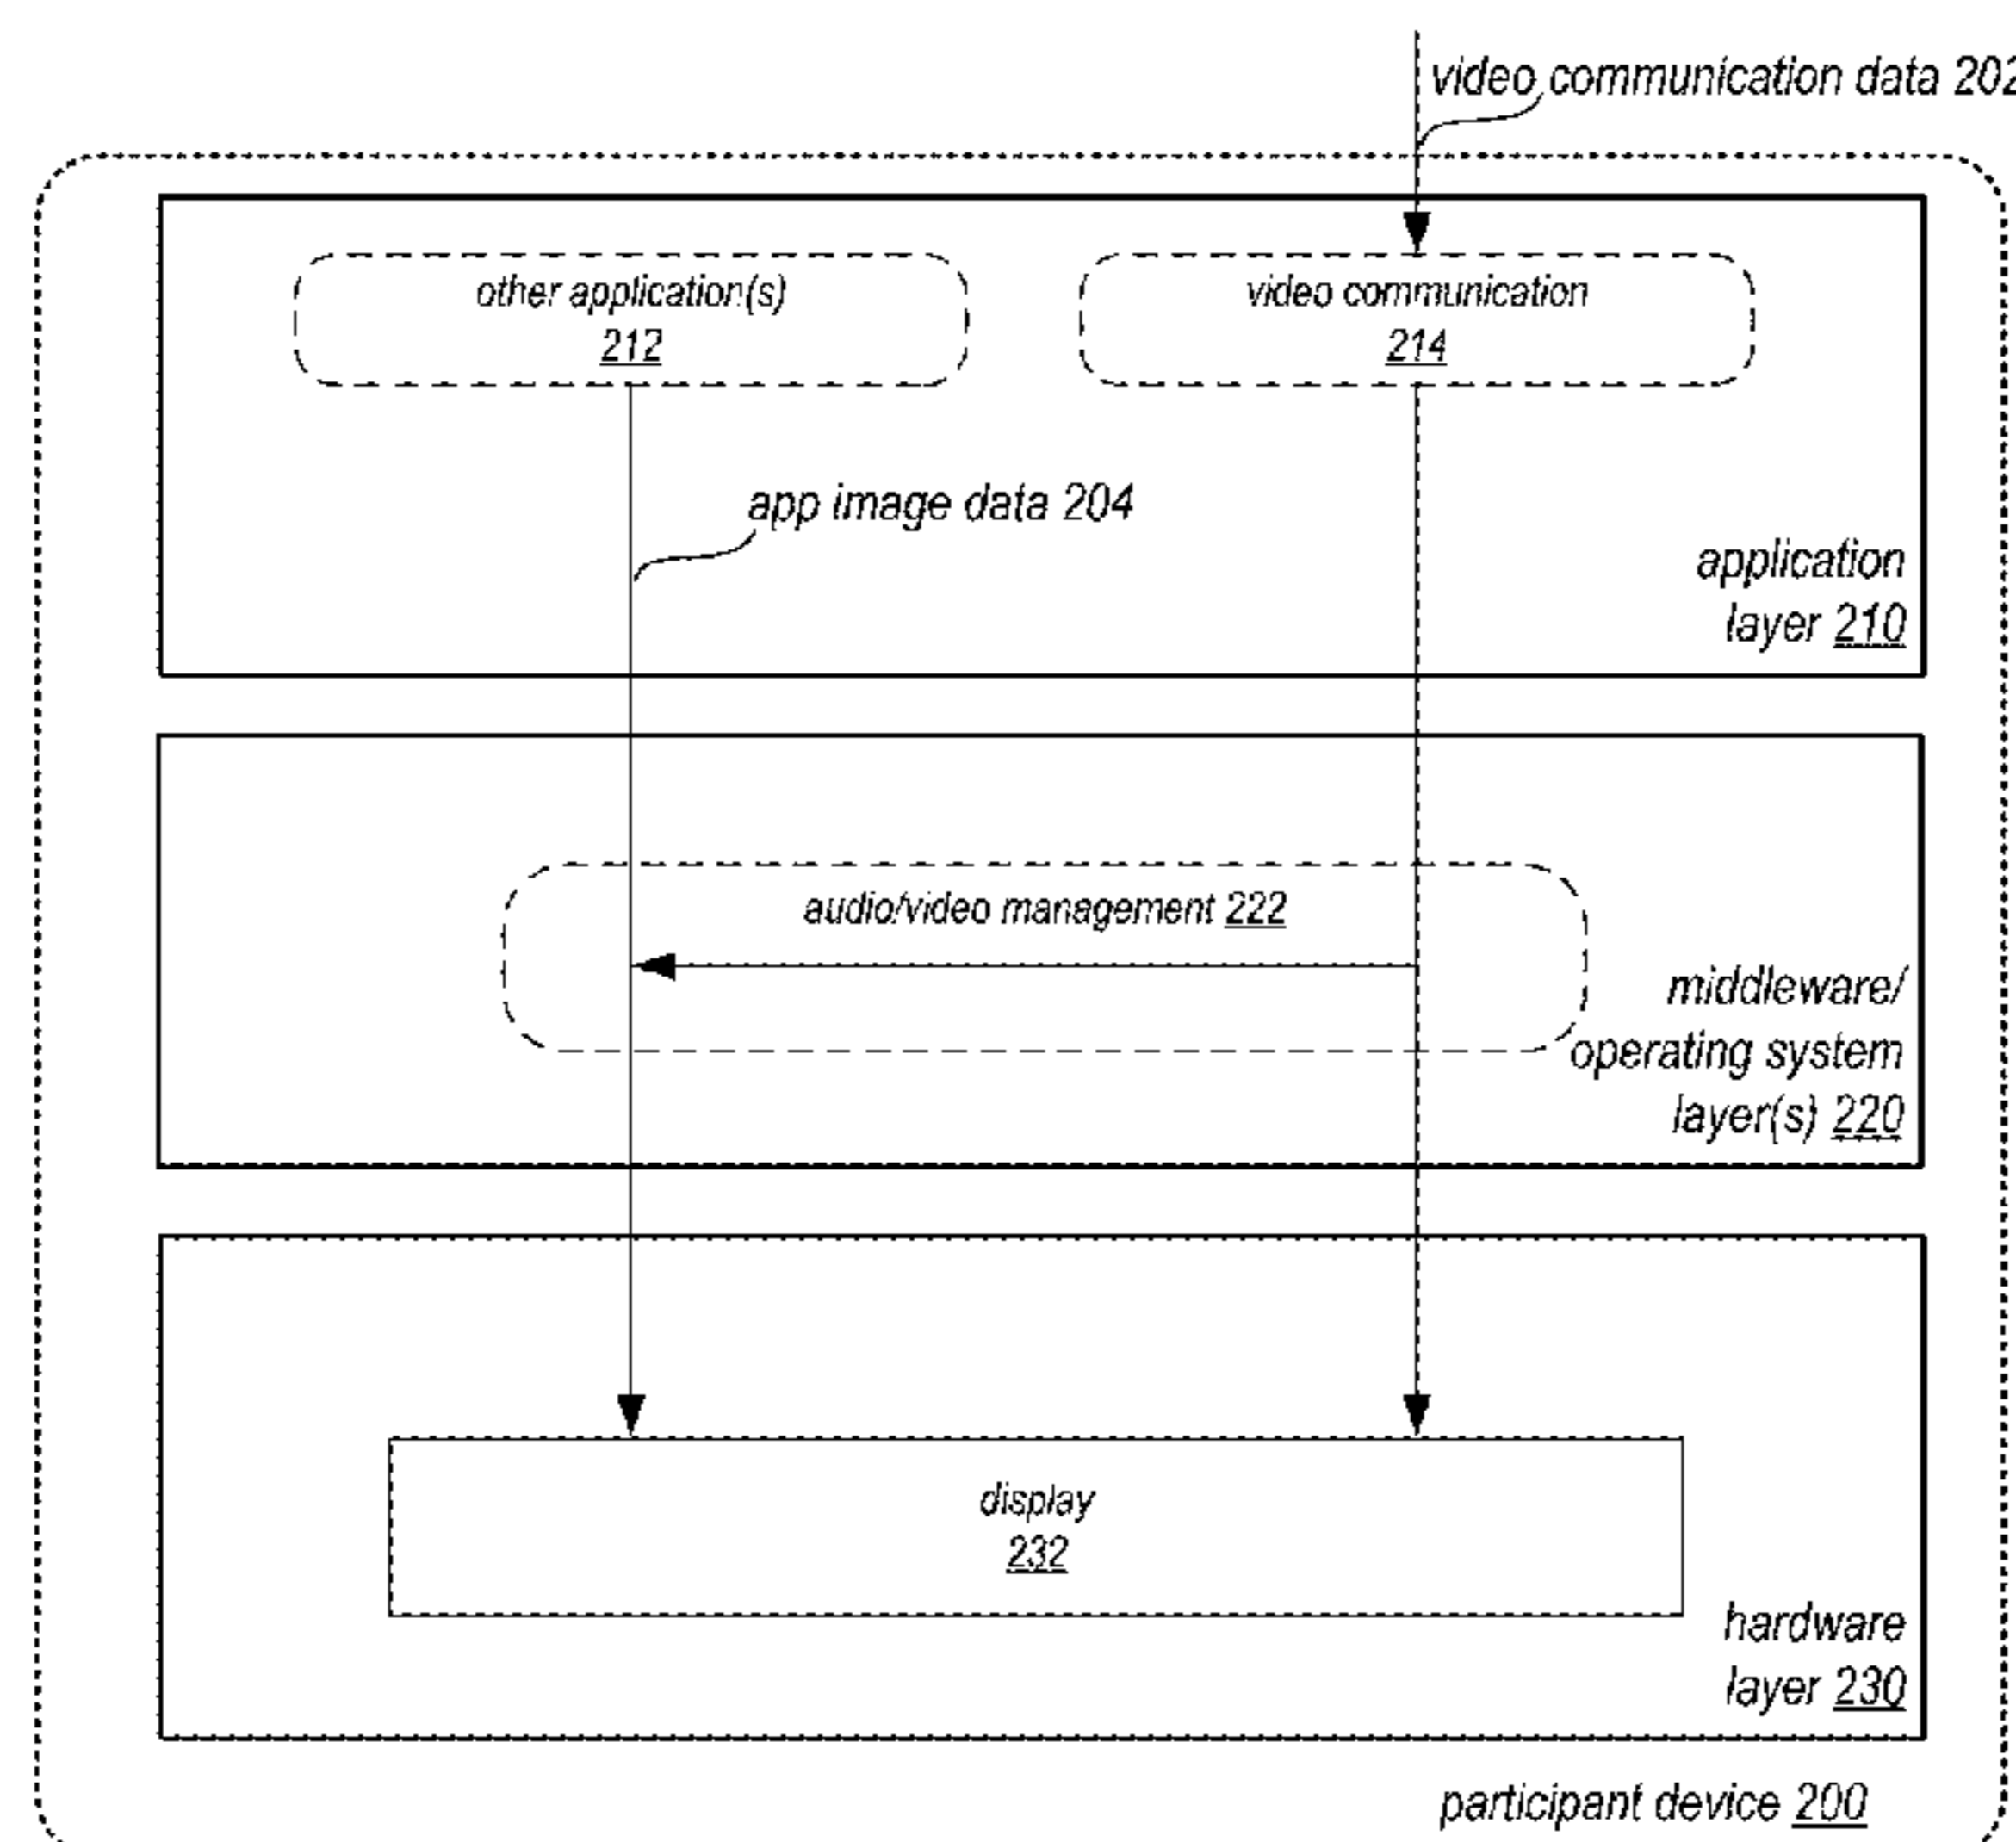 video communication data 202
other application(s)
212
video communication
214
app image data 204
application
layer 210
audio/video management 222
middleware/
operating system
layer(s) 220
display
232
hardware
layer 230
participant device 200